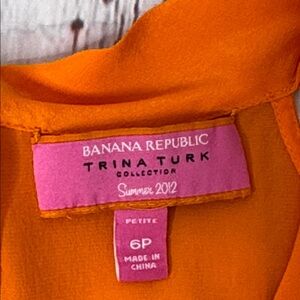 BANANA REPUBLIC
TRINA TURK
COLLECTION
Summer 2012
PETITE
6P
MADE IN
CHINA